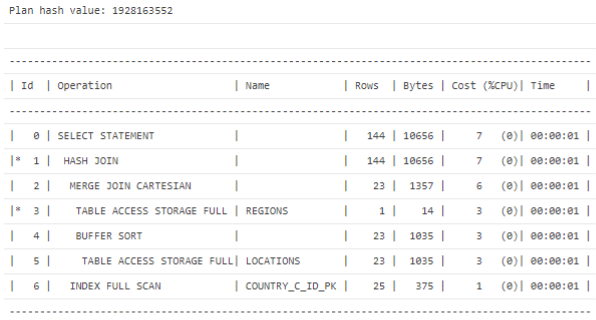 Plan hash value: 1928163552
--------------------------------------------------------------------------------------------
| Id  | Operation                    | Name           | Rows  | Bytes | Cost (%CPU)| Time     |
--------------------------------------------------------------------------------------------
|   0 | SELECT STATEMENT             |                |   144 | 10656 |     7   (0)| 00:00:01 |
|*  1 |  HASH JOIN                   |                |   144 | 10656 |     7   (0)| 00:00:01 |
|   2 |   MERGE JOIN CARTESIAN       |                |    23 |  1357 |     6   (0)| 00:00:01 |
|*  3 |    TABLE ACCESS STORAGE FULL | REGIONS        |     1 |    14 |     3   (0)| 00:00:01 |
|   4 |    BUFFER SORT               |                |    23 |  1035 |     3   (0)| 00:00:01 |
|   5 |     TABLE ACCESS STORAGE FULL| LOCATIONS      |    23 |  1035 |     3   (0)| 00:00:01 |
|   6 |   INDEX FULL SCAN            | COUNTRY_C_ID_PK |    25 |   375 |     1   (0)| 00:00:01 |
--------------------------------------------------------------------------------------------